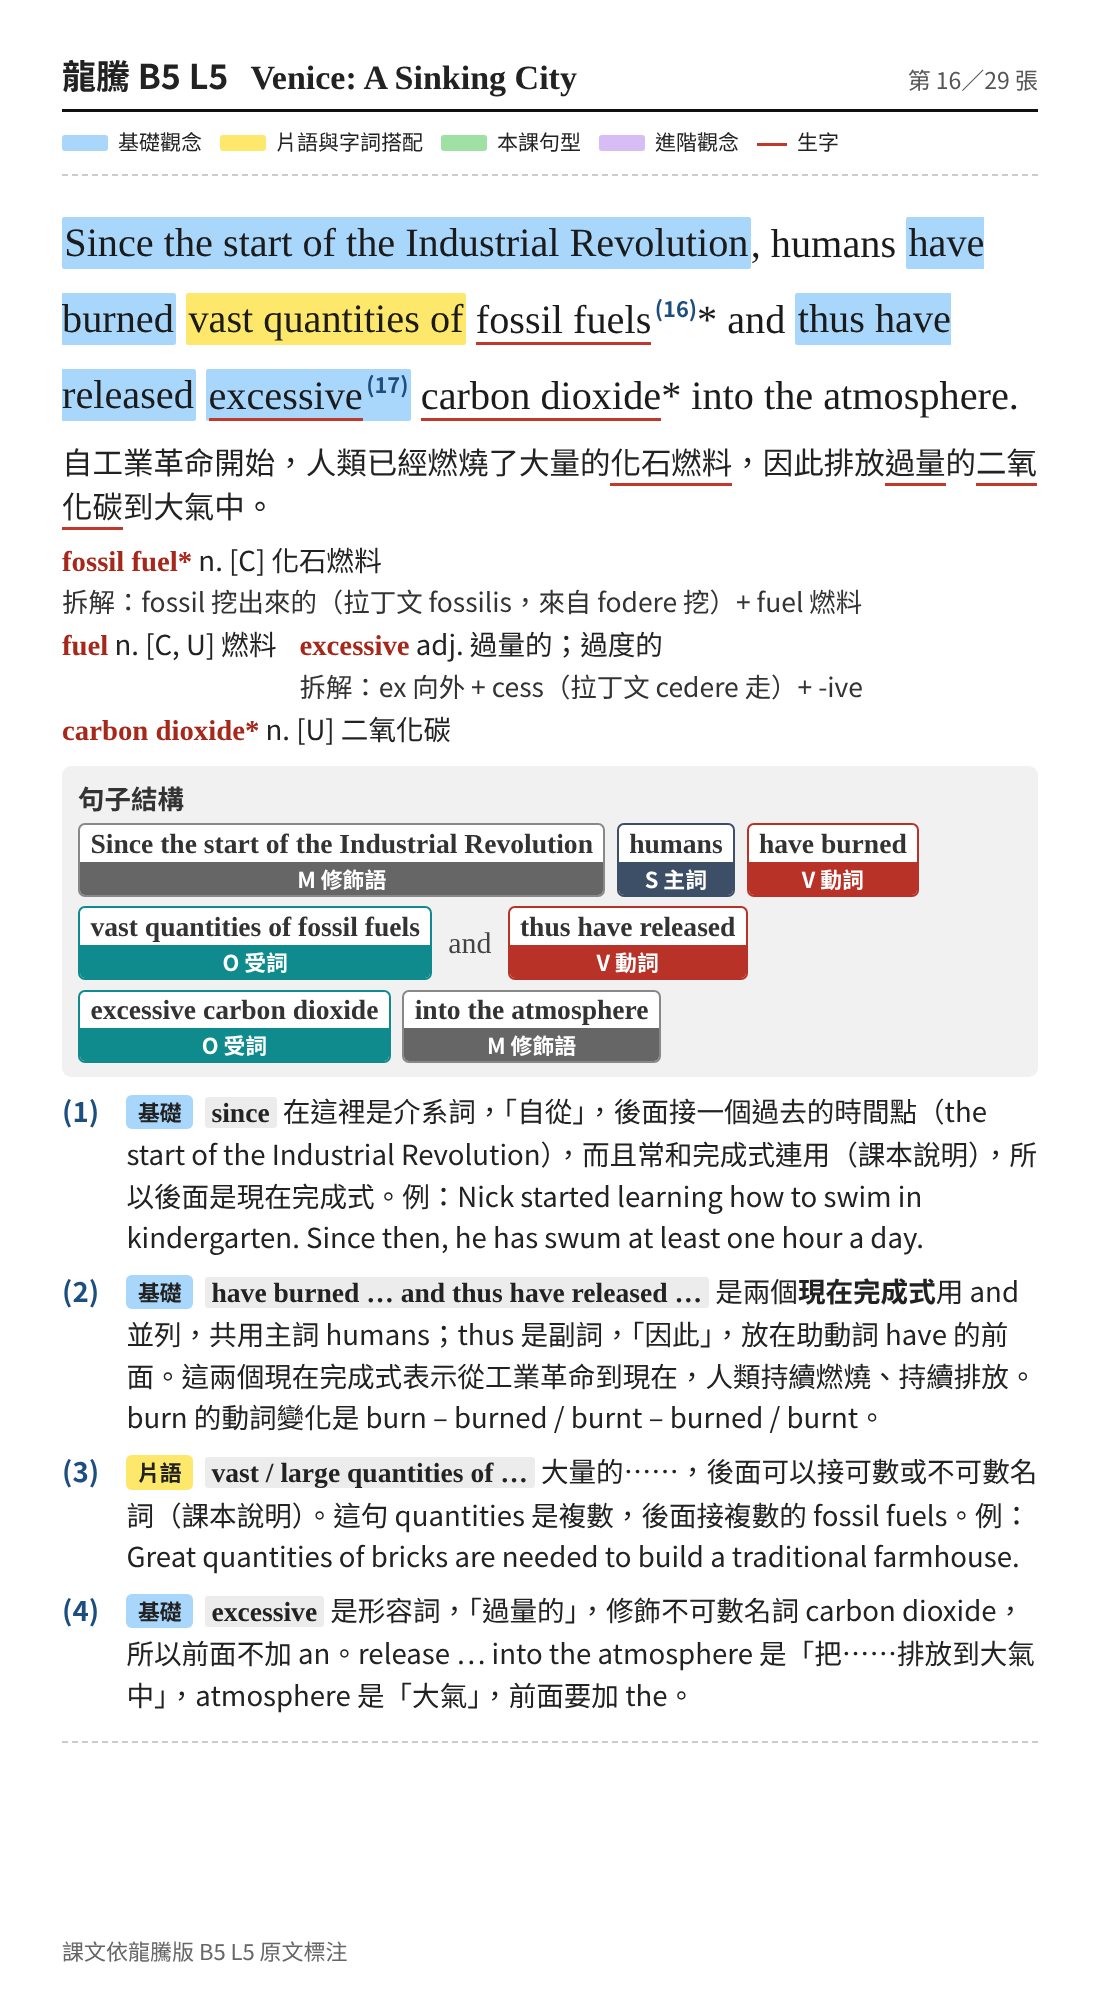 龍騰 B5 L5 Venice: A Sinking City 第 16／29 張
基礎觀念 片語與字詞搭配 本課句型 進階觀念 生字
Since the start of the Industrial Revolution, humans have
burned vast quantities of fossil fuels(16)* and thus have
released excessive(17) carbon dioxide* into the atmosphere.
自工業革命開始，人類已經燃燒了大量的化石燃料，因此排放過量的二氧
化碳到大氣中。
fossil fuel* n. [C] 化石燃料
拆解：fossil 挖出來的（拉丁文 fossilis，來自 fodere 挖）+ fuel 燃料
fuel n. [C, U] 燃料 excessive adj. 過量的；過度的
拆解：ex 向外 + cess（拉丁文 cedere 走）+ -ive
carbon dioxide* n. [U] 二氧化碳
句子結構
Since the start of the Industrial Revolution humans have burned
M 修飾語 S 主詞 V 動詞
vast quantities of fossil fuels and thus have released
O 受詞 V 動詞
excessive carbon dioxide into the atmosphere
O 受詞 M 修飾語
(1) 基礎 since 在這裡是介系詞，「自從」，後面接一個過去的時間點（the
start of the Industrial Revolution），而且常和完成式連用（課本說明），所
以後面是現在完成式。例：Nick started learning how to swim in
kindergarten. Since then, he has swum at least one hour a day.
(2) 基礎 have burned … and thus have released … 是兩個現在完成式用 and
並列，共用主詞 humans；thus 是副詞，「因此」，放在助動詞 have 的前
面。這兩個現在完成式表示從工業革命到現在，人類持續燃燒、持續排放。
burn 的動詞變化是 burn – burned / burnt – burned / burnt。
(3) 片語 vast / large quantities of … 大量的……，後面可以接可數或不可數名
詞（課本說明）。這句 quantities 是複數，後面接複數的 fossil fuels。例：
Great quantities of bricks are needed to build a traditional farmhouse.
(4) 基礎 excessive 是形容詞，「過量的」，修飾不可數名詞 carbon dioxide，
所以前面不加 an。release … into the atmosphere 是「把……排放到大氣
中」，atmosphere 是「大氣」，前面要加 the。
課文依龍騰版 B5 L5 原文標注